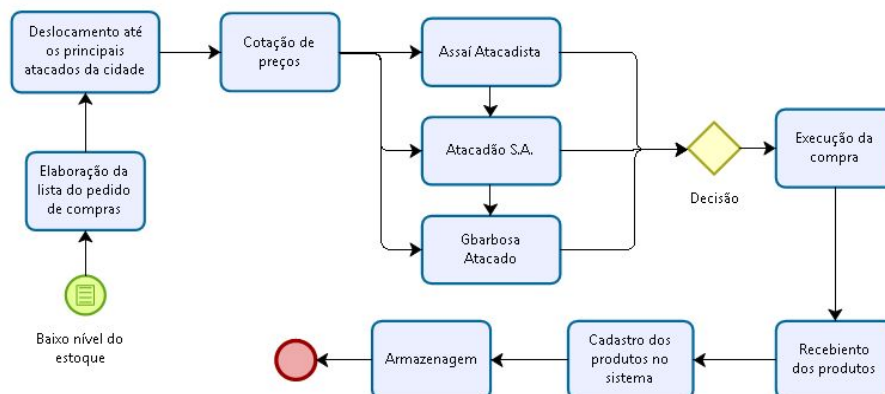 Baixo nível do
estoque
Elaboração da
lista do pedido
de compras
Deslocamento até
os principais
atacados da cidade
Cotação de
preços
Assaí Atacadista
Atacadão S.A.
Gbarbosa
Atacado
Decisão
Execução da
compra
Recebiento
dos produtos
Cadastro dos
produtos no
sistema
Armazenagem